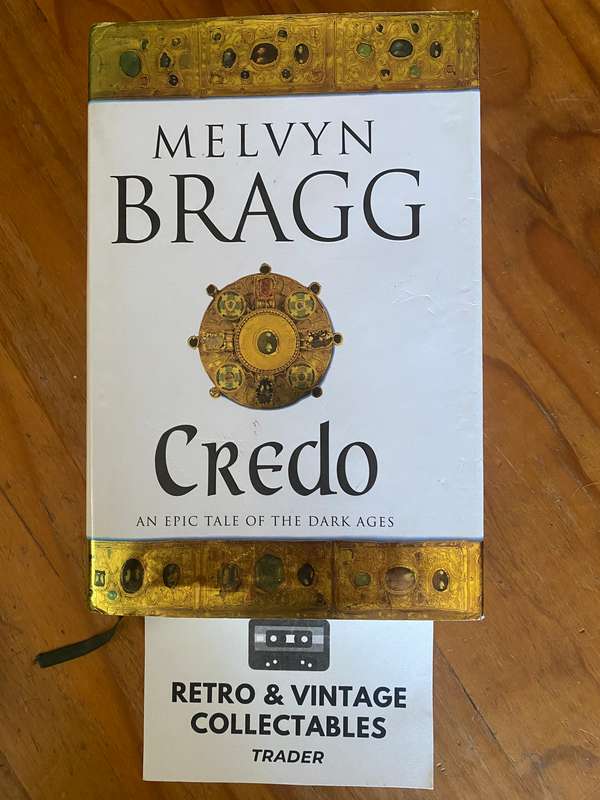 MELVYN
BRAGG
Credo
AN EPIC TALE OF THE DARK AGES
RETRO & VINTAGE
COLLECTABLES
TRADER